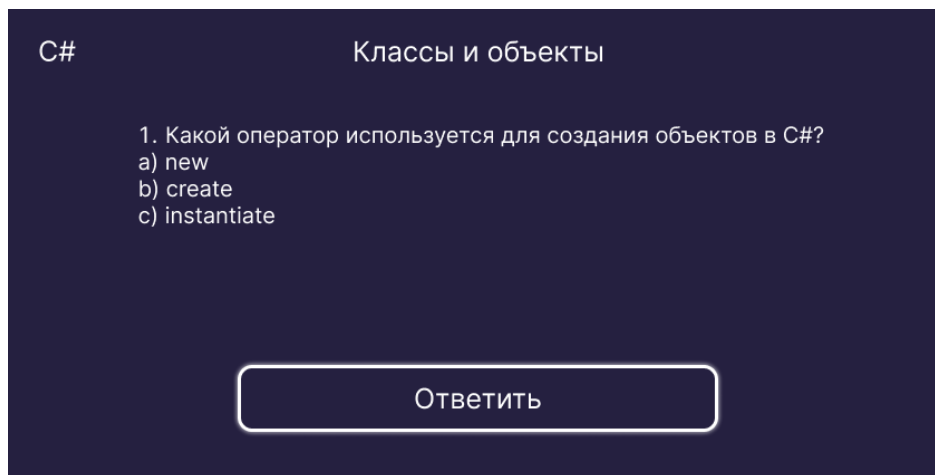 C#
Классы и объекты
1. Какой оператор используется для создания объектов в C#?
a) new
b) create
c) instantiate
Ответить